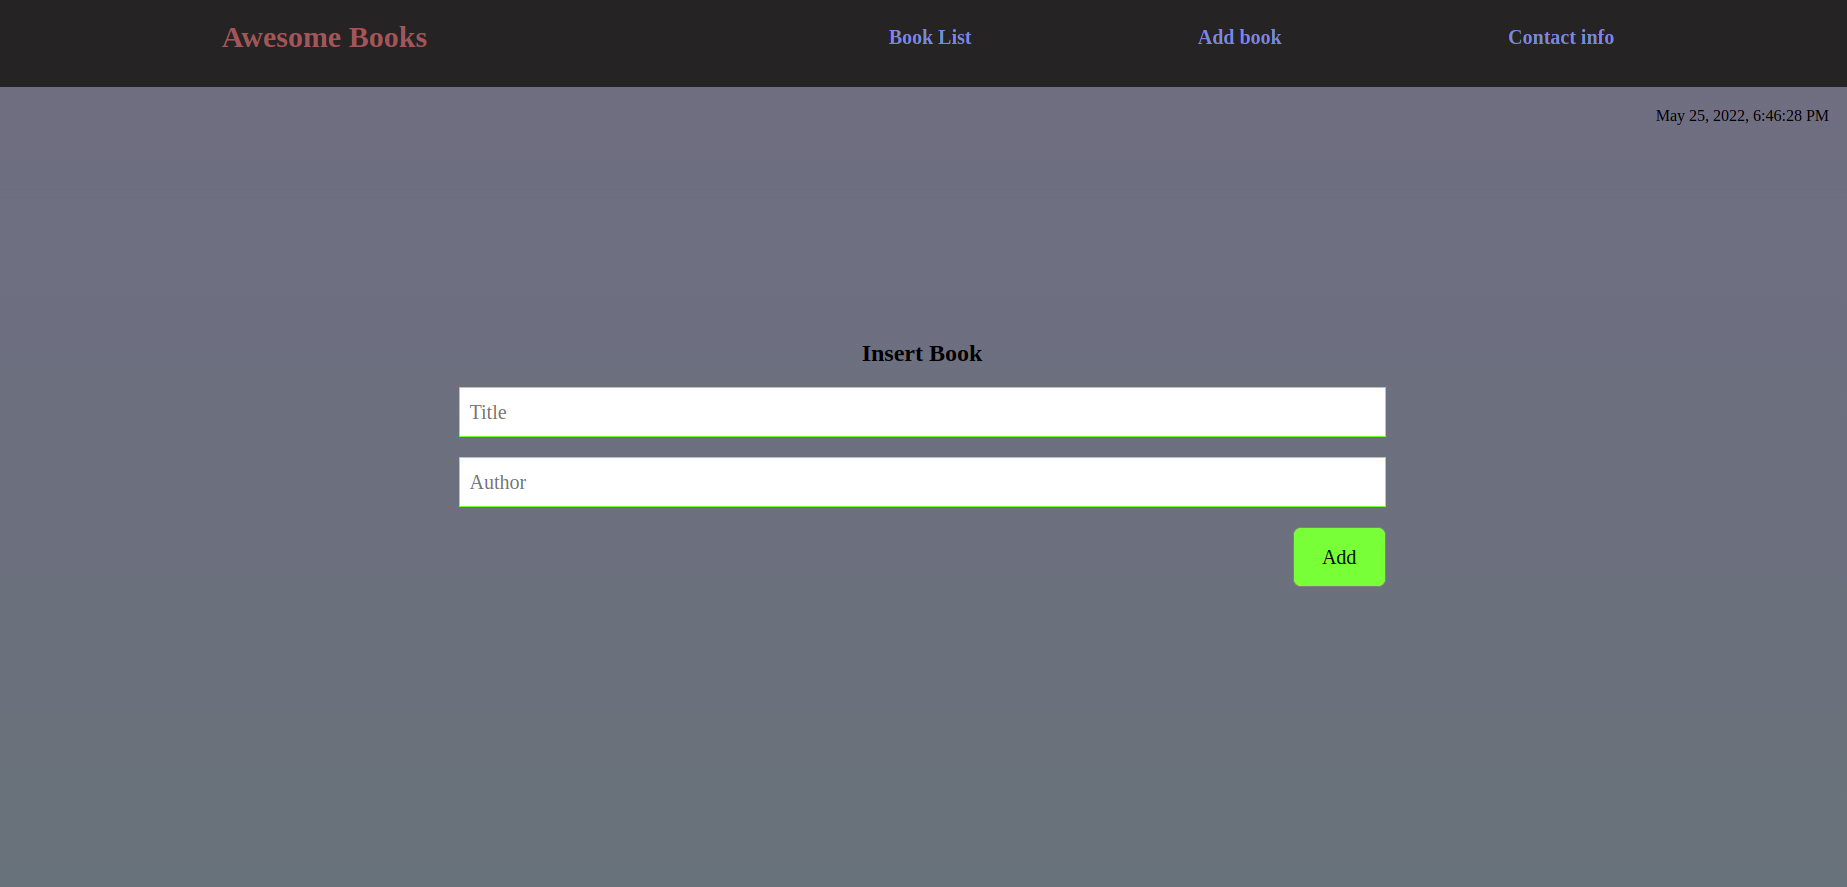 Awesome Books Book List Add book Contact info
May 25, 2022, 6:46:28 PM
Insert Book
Title
Author
Add